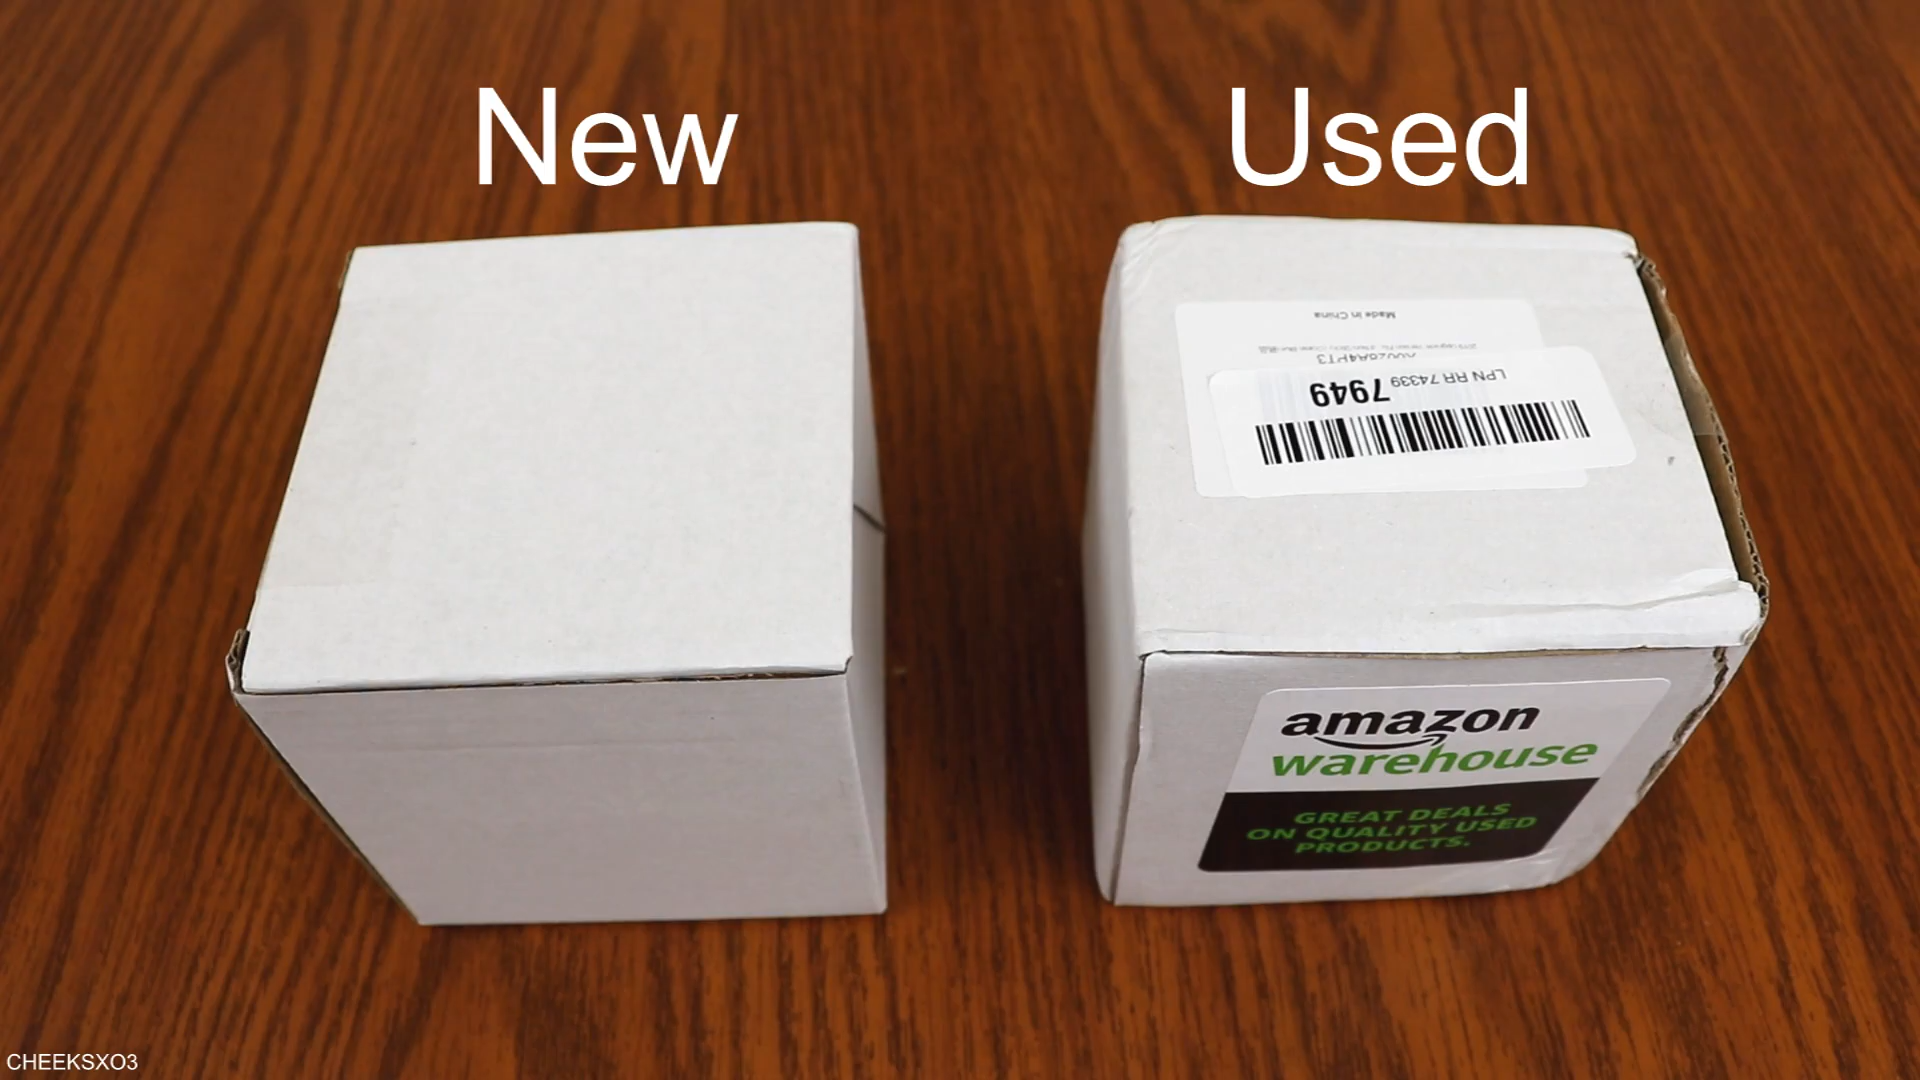 New
Used
Made in China
LPN RR 74339 7949
amazon
warehouse
GREAT DEALS
ON QUALITY USED
PRODUCTS.
CHEEKSXO3